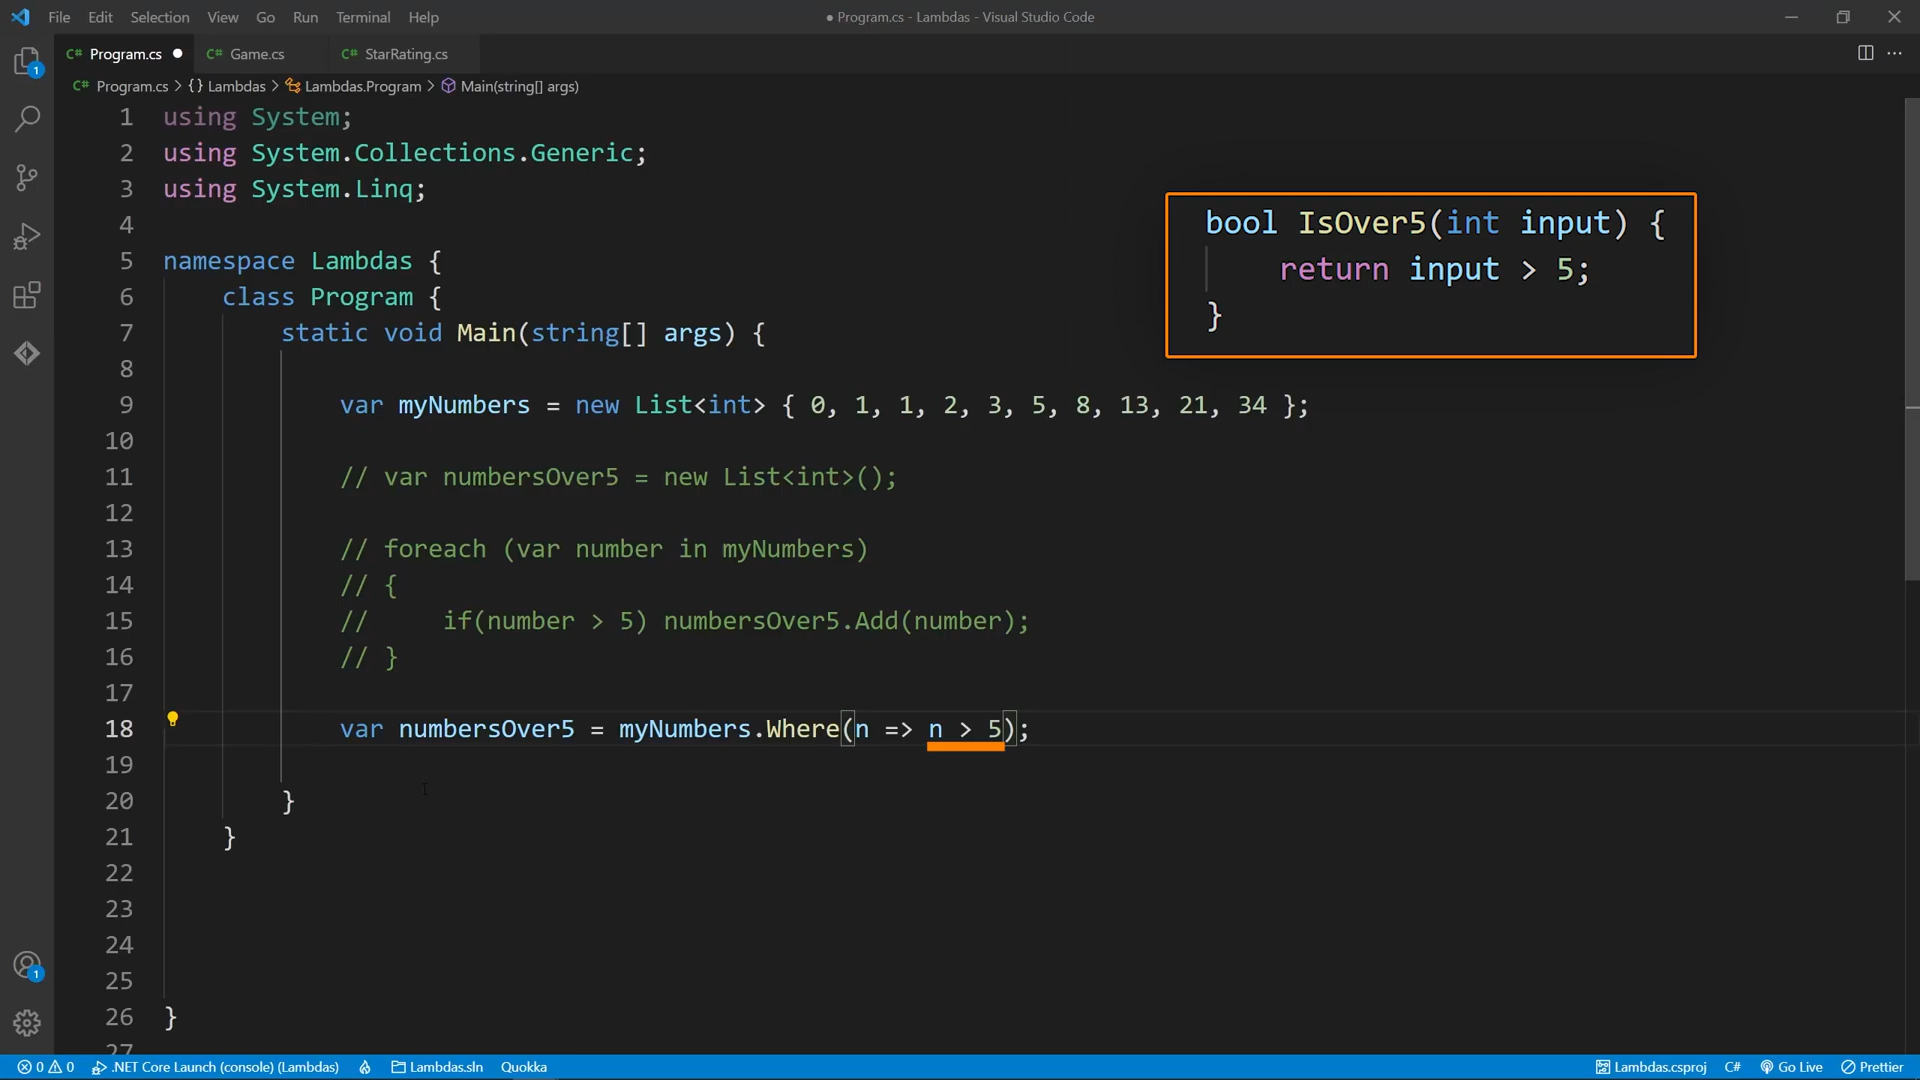 File Edit Selection View Go Run Terminal Help ● Program.cs - Lambdas - Visual Studio Code
C# Program.cs ● C# Game.cs C# StarRating.cs
C# Program.cs > {} Lambdas > Lambdas.Program > Main(string[] args)
1 using System;
2 using System.Collections.Generic;
3 using System.Linq;
4
5 namespace Lambdas {
6 class Program {
7 static void Main(string[] args) {
8
9 var myNumbers = new List<int> { 0, 1, 1, 2, 3, 5, 8, 13, 21, 34 };
10
11 // var numbersOver5 = new List<int>();
12
13 // foreach (var number in myNumbers)
14 // {
15 // if(number > 5) numbersOver5.Add(number);
16 // }
17
18 var numbersOver5 = myNumbers.Where(n => n > 5);
19
20 }
21 }
22
23
24
25
26 }
27
bool IsOver5(int input) {
return input > 5;
}
1
1
0 0 .NET Core Launch (console) (Lambdas) Lambdas.sln Quokka Lambdas.csproj C# Go Live Prettier